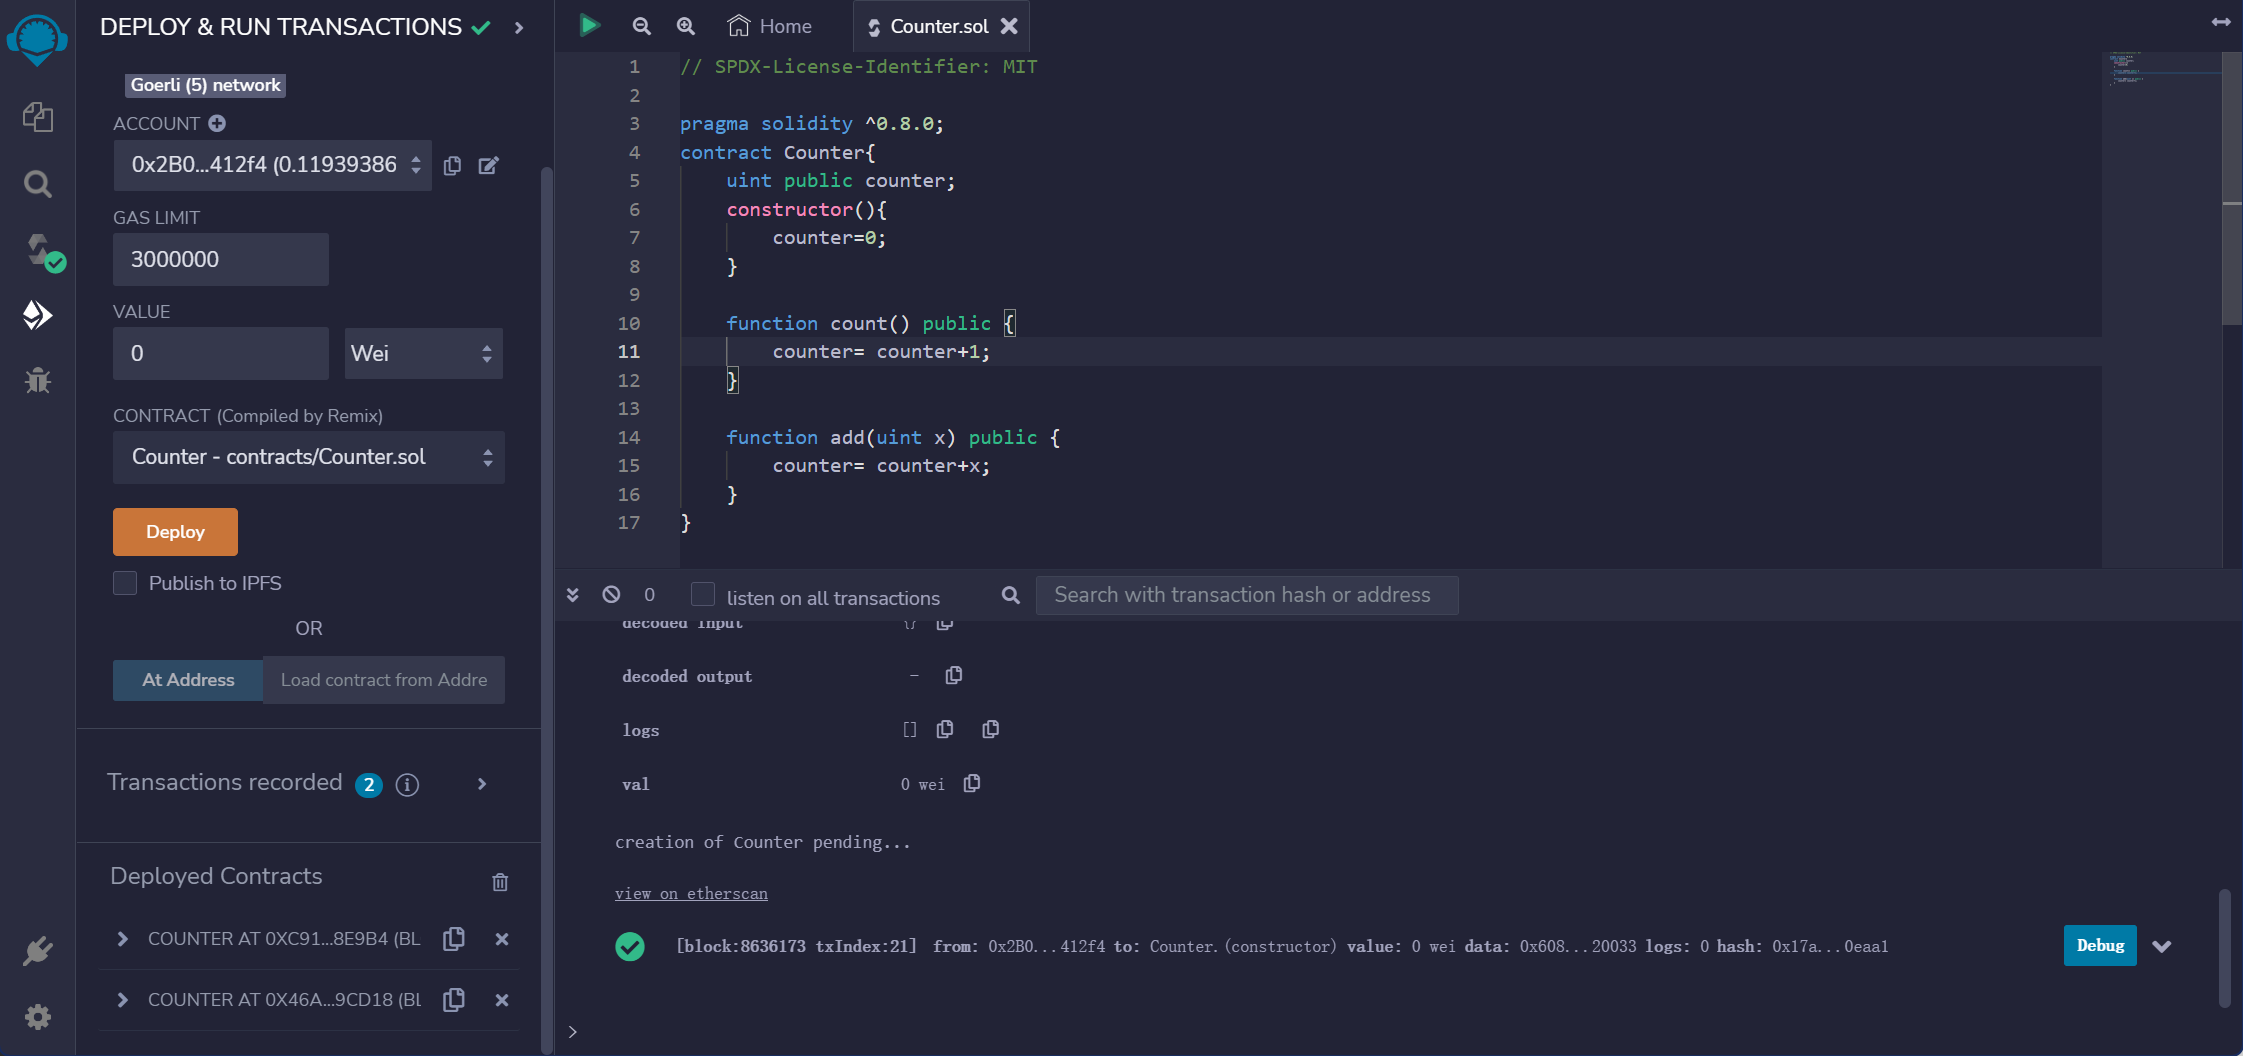 DEPLOY & RUN TRANSACTIONS
Goerli (5) network
ACCOUNT
0x2B0...412f4 (0.11939386
GAS LIMIT
3000000
VALUE
0
Wei
CONTRACT (Compiled by Remix)
Counter - contracts/Counter.sol
Deploy
Publish to IPFS
OR
At Address
Load contract from Addre
Transactions recorded 2 i
Deployed Contracts
COUNTER AT 0XC91...8E9B4 (BL
COUNTER AT 0X46A...9CD18 (BL
Home
Counter.sol
1 // SPDX-License-Identifier: MIT
2
3 pragma solidity ^0.8.0;
4 contract Counter{
5 uint public counter;
6 constructor(){
7 counter=0;
8 }
9
10 function count() public {
11 counter= counter+1;
12 }
13
14 function add(uint x) public {
15 counter= counter+x;
16 }
17 }
0
listen on all transactions
Search with transaction hash or address
decoded input {}
decoded output -
logs []
val 0 wei
creation of Counter pending...
view on etherscan
[block:8636173 txIndex:21] from: 0x2B0...412f4 to: Counter.(constructor) value: 0 wei data: 0x608...20033 logs: 0 hash: 0x17a...0eaa1
Debug
>